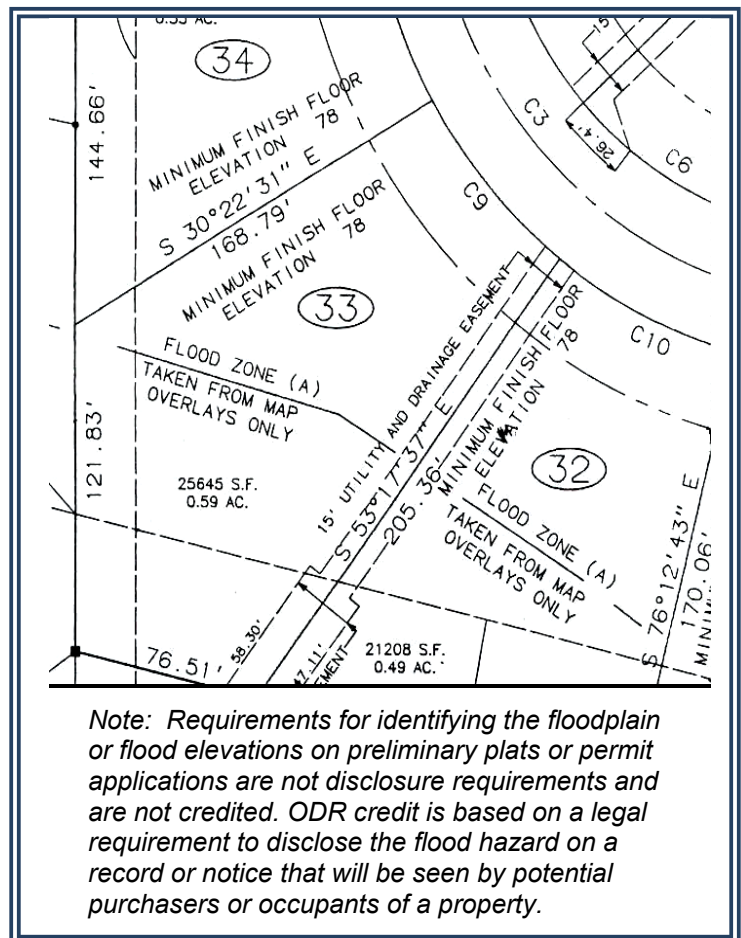 0.55 AC.
34
MINIMUM FINISH FLOOR
ELEVATION 78
144.66'
S 30°22'31" E
168.79'
MINIMUM FINISH FLOOR
ELEVATION 78
33
C9
C3
26.4'
C6
15'
C10
FLOOD ZONE (A)
TAKEN FROM MAP
OVERLAYS ONLY
121.83'
25645 S.F.
0.59 AC.
15' UTILITY AND DRAINAGE EASEMENT
S 53°17'37" E
205.36'
MINIMUM FINISH FLOOR
ELEVATION 78
32
FLOOD ZONE (A)
TAKEN FROM MAP
OVERLAYS ONLY
S 76°12'43" E
170.06'
76.51'
58.30'
47.11'
21208 S.F.
0.49 AC.
Note: Requirements for identifying the floodplain
or flood elevations on preliminary plats or permit
applications are not disclosure requirements and
are not credited. ODR credit is based on a legal
requirement to disclose the flood hazard on a
record or notice that will be seen by potential
purchasers or occupants of a property.